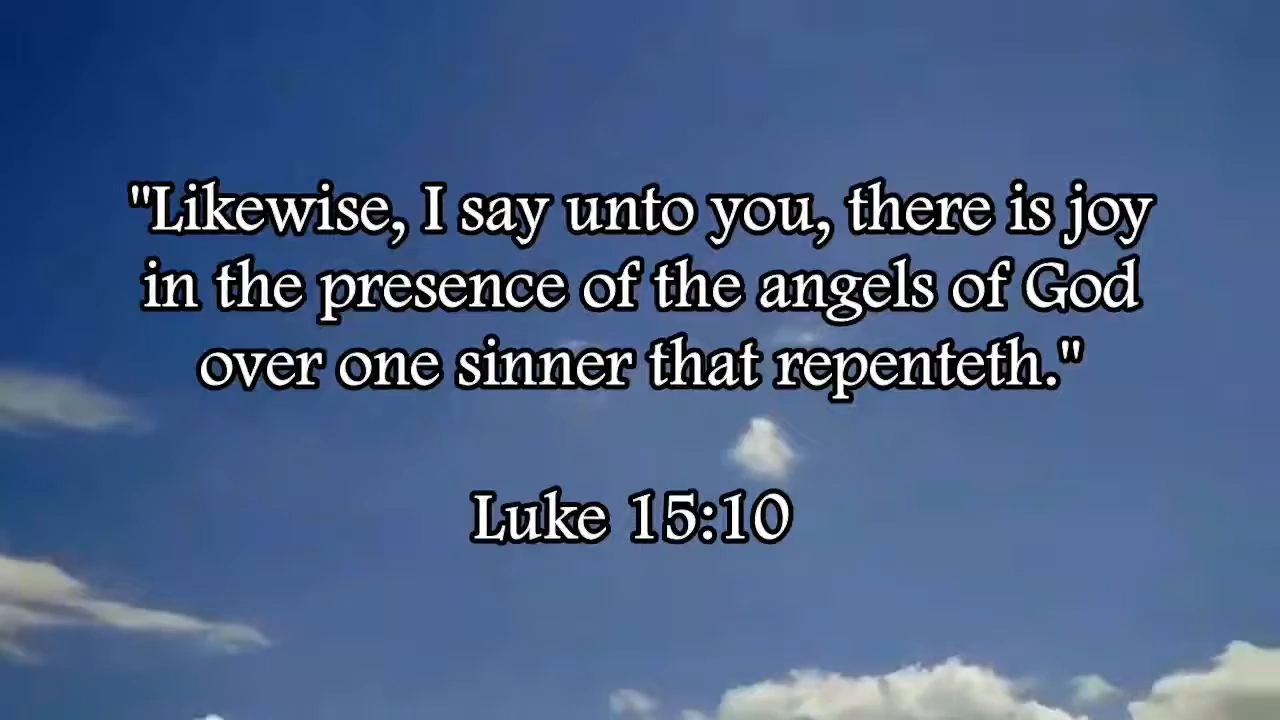 "Likewise, I say unto you, there is joy
in the presence of the angels of God
over one sinner that repenteth."
Luke 15:10